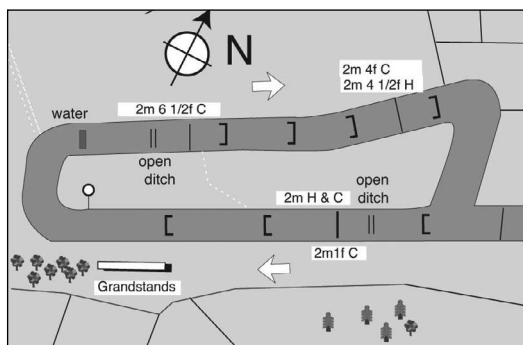 N
2m 4f C
2m 4 1/2f H
water
2m 6 1/2f C
open
ditch
2m H & C
open
ditch
2m1f C
Grandstands